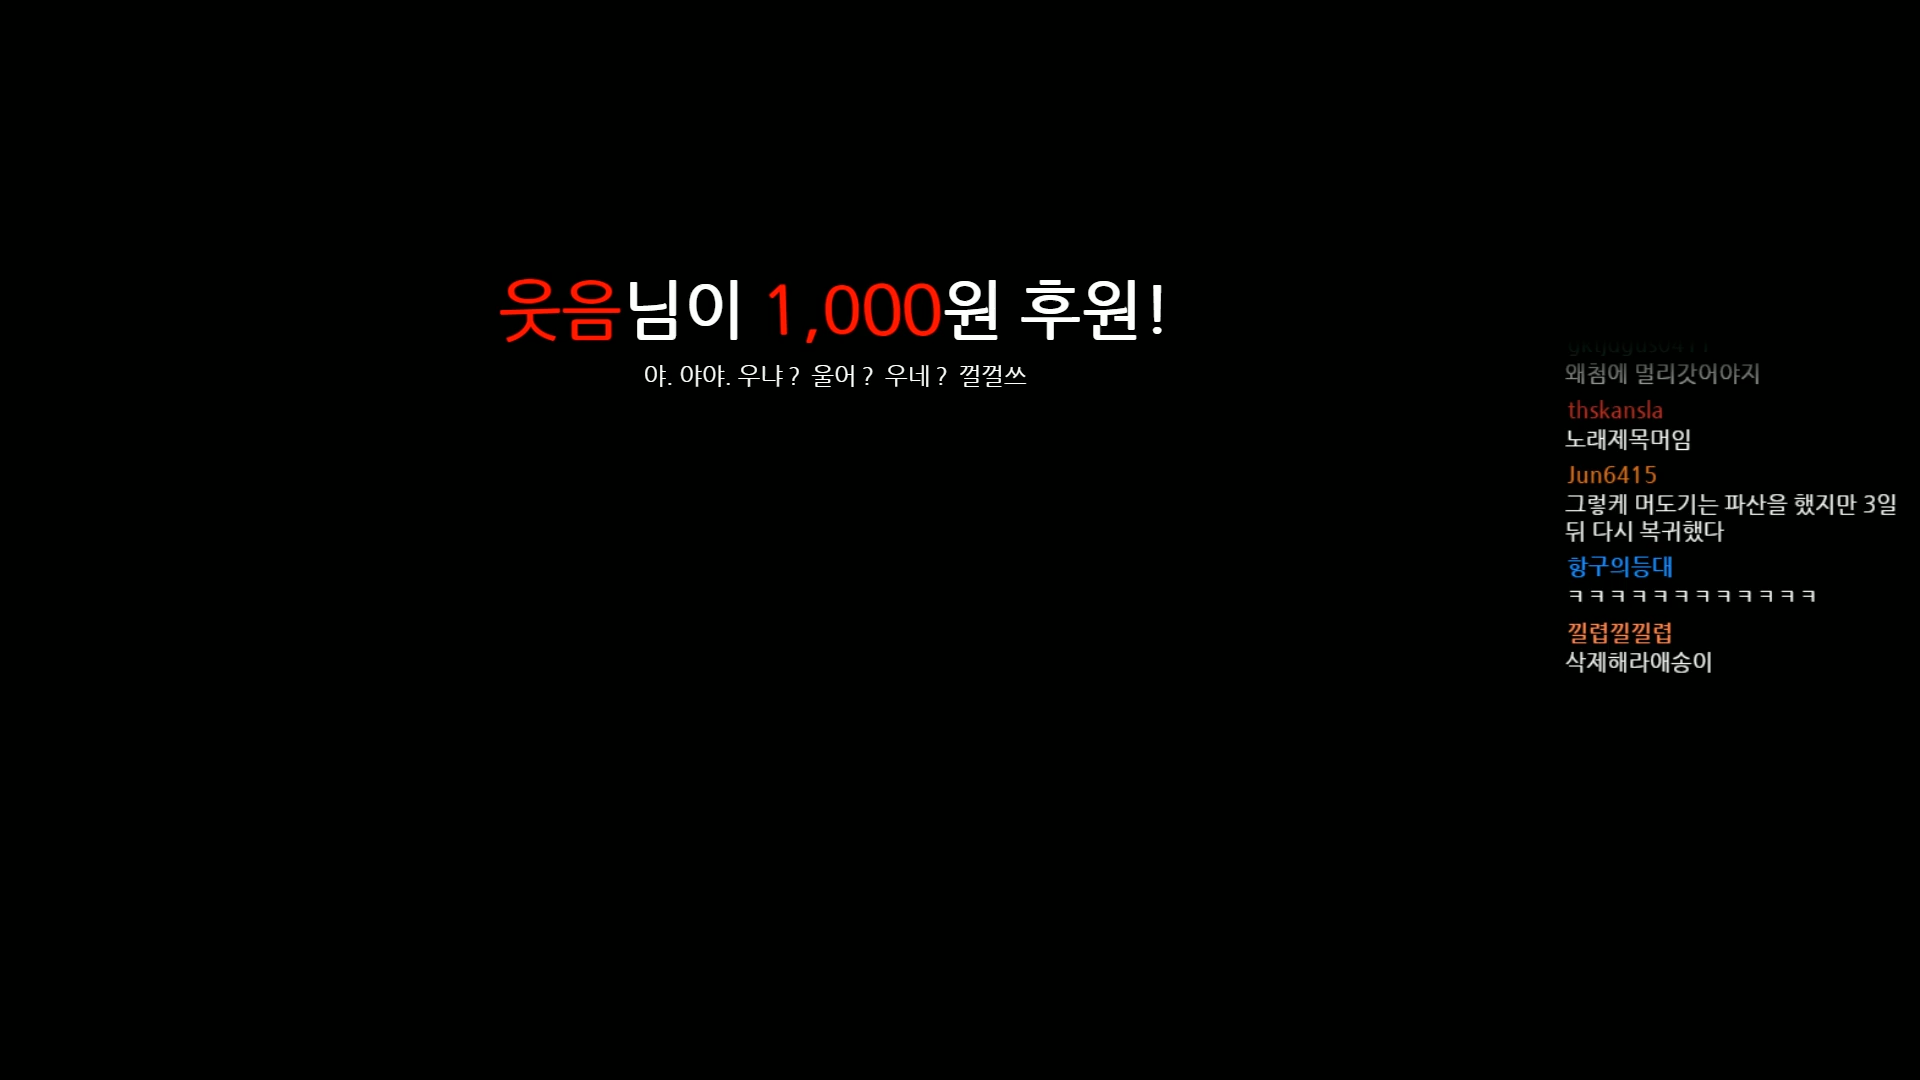 웃음님이 1,000원 후원!
야. 야야. 우냐? 울어? 우네? 껄껄쓰
왜첨에 멀리갓어야지
thskansla
노래제목머임
Jun6415
그렇케 머도기는 파산을 했지만 3일
뒤 다시 복귀했다
항구의등대
ㅋㅋㅋㅋㅋㅋㅋㅋㅋㅋㅋㅋ
낄렵낄낄렵
삭제해라애송이